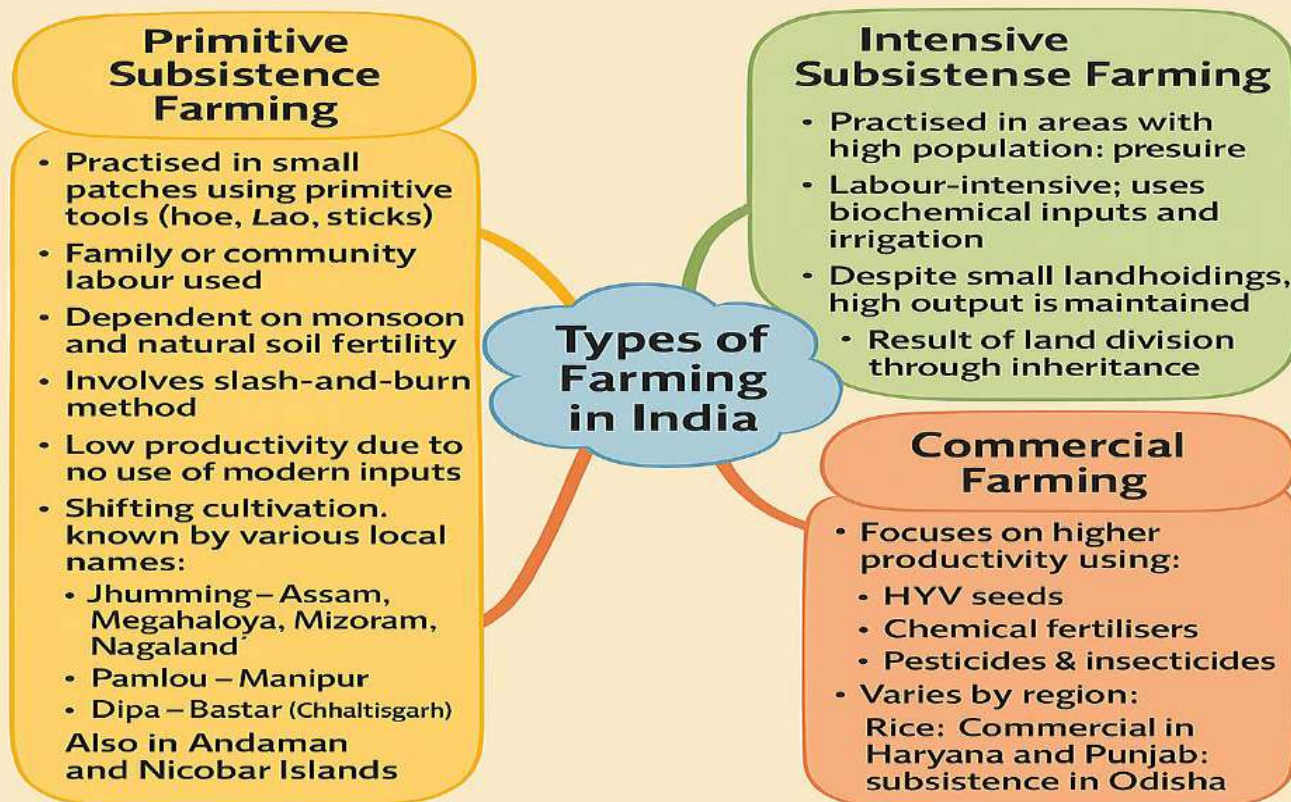 Primitive
Subsistence
Farming
• Practised in small
patches using primitive
tools (hoe, Lao, sticks)
• Family or community
labour used
• Dependent on monsoon
and natural soil fertility
• Involves slash-and-burn
method
• Low productivity due to
no use of modern inputs
• Shifting cultivation.
known by various local
names:
• Jhumming – Assam,
Megahaloya, Mizoram,
Nagaland
• Pamlou – Manipur
• Dipa – Bastar (Chhaltisgarh)
Also in Andaman
and Nicobar Islands
Types of
Farming
in India
Intensive
Subsistense Farming
• Practised in areas with
high population: presuire
• Labour-intensive; uses
biochemical inputs and
irrigation
• Despite small landhoidings,
high output is maintained
• Result of land division
through inheritance
Commercial
Farming
• Focuses on higher
productivity using:
• HYV seeds
• Chemical fertilisers
• Pesticides & insecticides
• Varies by region:
Rice: Commercial in
Haryana and Punjab:
subsistence in Odisha